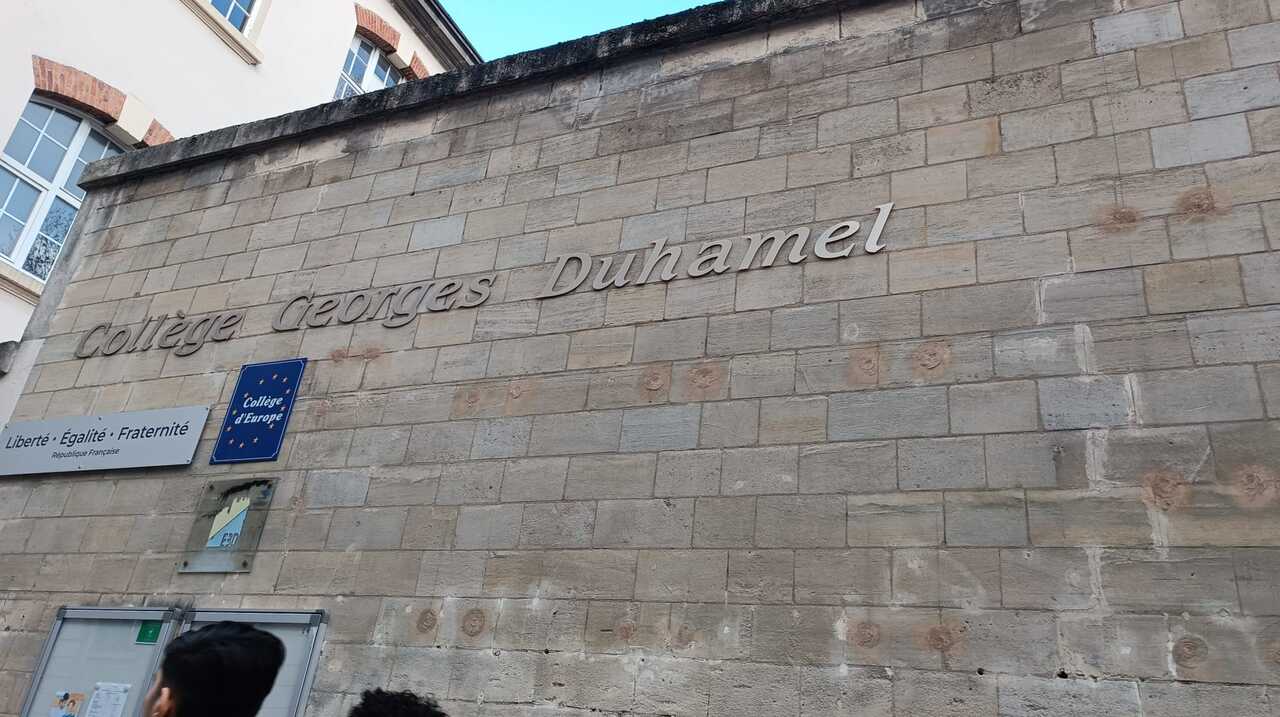 Collège Georges Duhamel
Collège
d'Europe
Liberté • Égalité • Fraternité
République Française